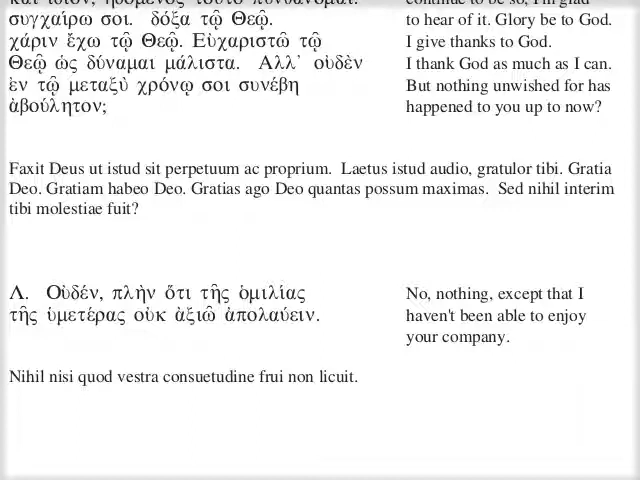 συγχαίρω σοι. δόξα τῷ Θεῷ.
χάριν ἔχω τῷ Θεῷ. Εὐχαριστῶ τῷ
Θεῷ ὡς δύναμαι μάλιστα. Αλλ᾽ οὐδὲν
ἐν τῷ μεταξὺ χρόνῳ σοι συνέβη
ἀβούλητον;
to hear of it. Glory be to God.
I give thanks to God.
I thank God as much as I can.
But nothing unwished for has
happened to you up to now?
Faxit Deus ut istud sit perpetuum ac proprium. Laetus istud audio, gratulor tibi. Gratia
Deo. Gratiam habeo Deo. Gratias ago Deo quantas possum maximas. Sed nihil interim
tibi molestiae fuit?
Λ. Οὐδέν, πλὴν ὅτι τῆς ὁμιλίας
τῆς ὑμετέρας οὐκ ἀξιῶ ἀπολαύειν.
No, nothing, except that I
haven't been able to enjoy
your company.
Nihil nisi quod vestra consuetudine frui non licuit.